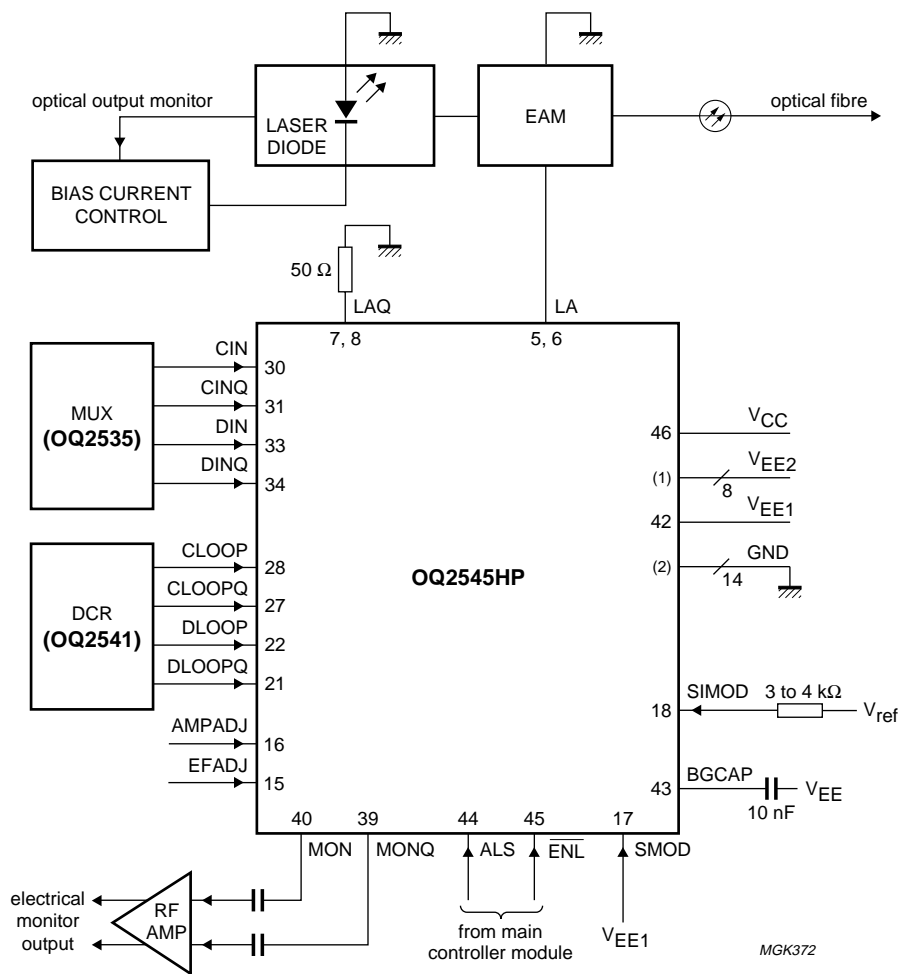 optical output monitor
LASER
DIODE
EAM
optical fibre
BIAS CURRENT
CONTROL
50 Ω
LAQ
LA
7, 8
5, 6
MUX
(OQ2535)
CIN
30
CINQ
31
DIN
33
DINQ
34
DCR
(OQ2541)
CLOOP
28
CLOOPQ
27
DLOOP
22
DLOOPQ
21
AMPADJ
16
EFADJ
15
OQ2545HP
46
VCC
(1)
VEE2
8
42
VEE1
(2)
GND
14
18
SIMOD
3 to 4 kΩ
Vref
43
BGCAP
VEE
10 nF
40
39
44
45
17
MON
MONQ
ALS
ENL
SMOD
electrical
monitor
output
RF
AMP
from main
controller module
VEE1
MGK372